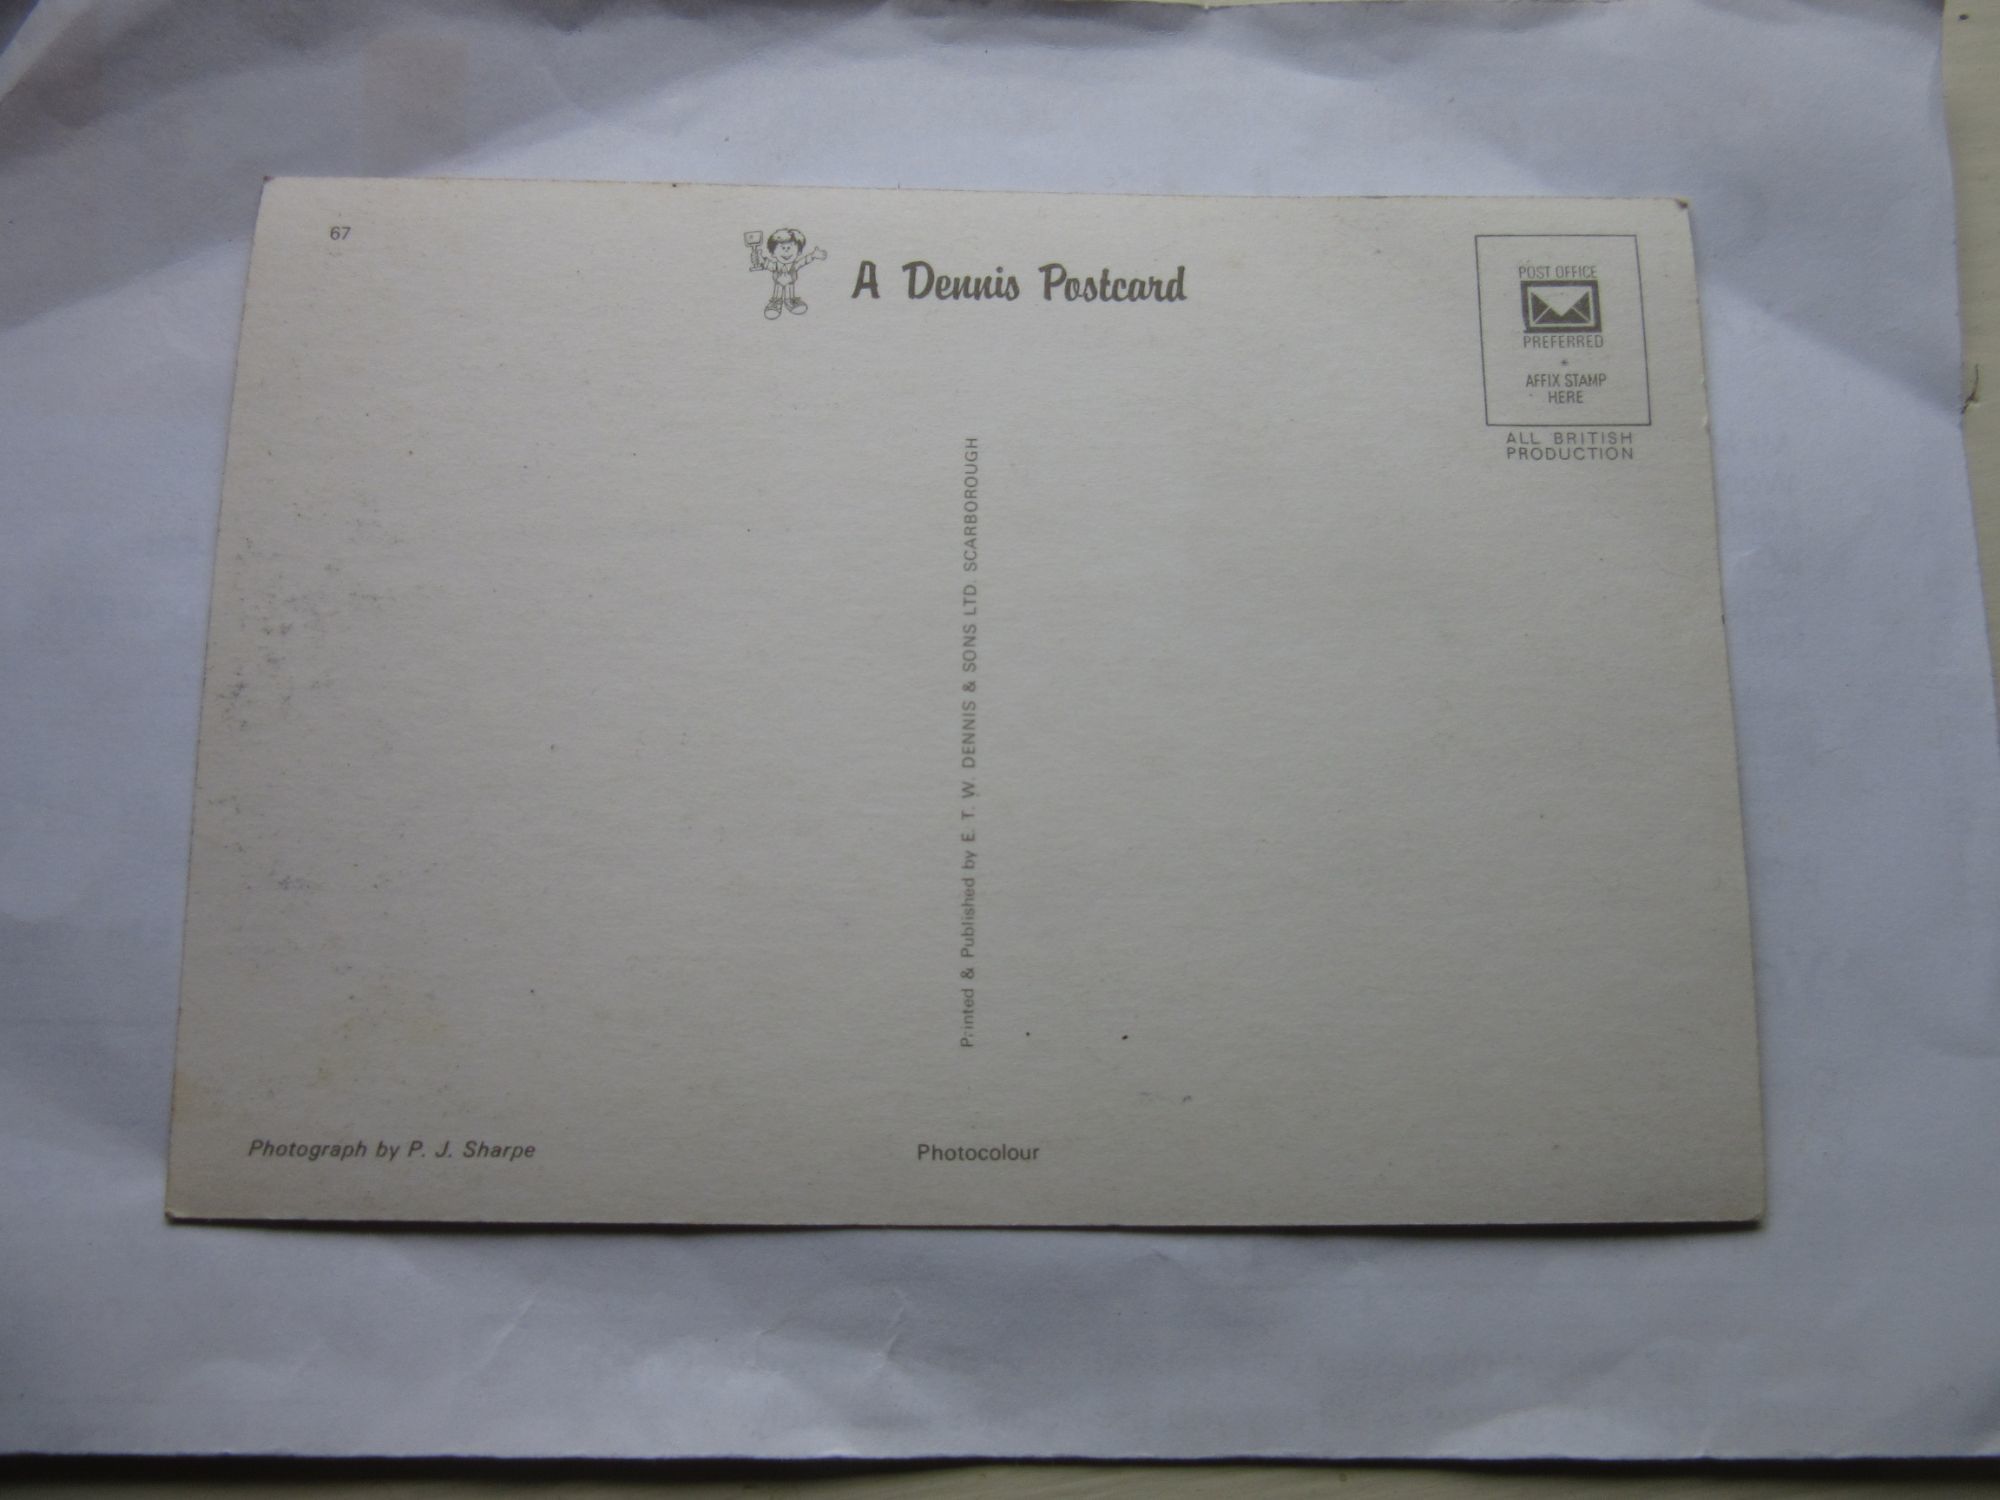 67
A Dennis Postcard
POST OFFICE
PREFERRED
*
AFFIX STAMP
HERE
ALL BRITISH
PRODUCTION
Printed & Published by E. T. W. DENNIS & SONS LTD. SCARBOROUGH
Photograph by P. J. Sharpe
Photocolour